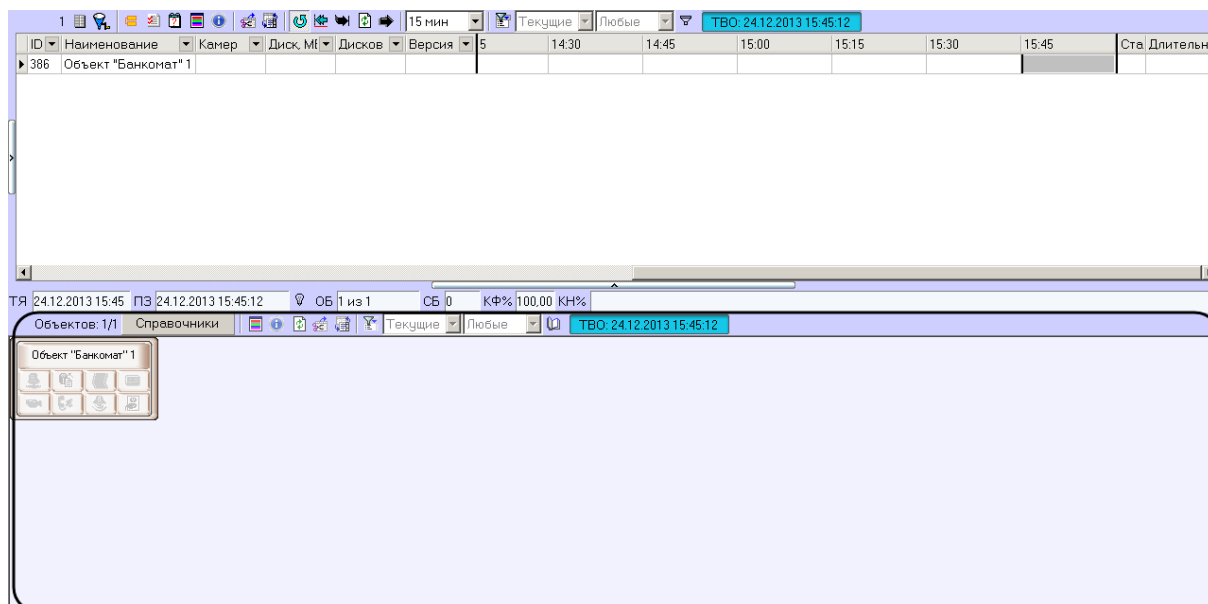 1 15 мин Текущие Любые ТВО: 24.12.2013 15:45:12
ID Наименование Камер Диск, МБ Дисков Версия 5 14:30 14:45 15:00 15:15 15:30 15:45 Ста Длительн
386 Объект "Банкомат" 1
ТЯ 24.12.2013 15:45 ПЗ 24.12.2013 15:45:12 ОБ 1 из 1 СБ 0 КФ% 100,00 КН%
Объектов: 1/1 Справочники Текущие Любые ТВО: 24.12.2013 15:45:12
Объект "Банкомат" 1